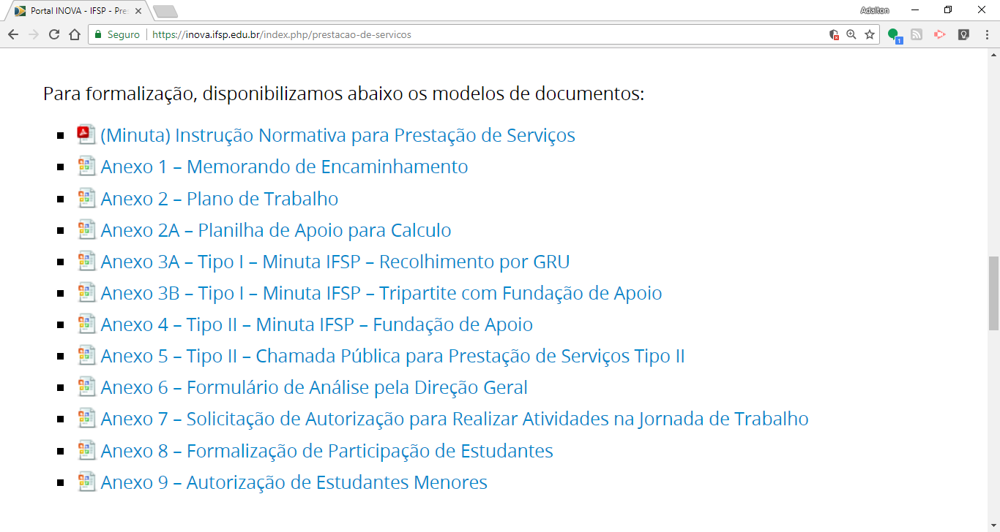 Portal INOVA - IFSP - Pre
Adalton
Seguro
https://inova.ifsp.edu.br/index.php/prestacao-de-servicos
1
Para formalização, disponibilizamos abaixo os modelos de documentos:
(Minuta) Instrução Normativa para Prestação de Serviços
Anexo 1 – Memorando de Encaminhamento
Anexo 2 – Plano de Trabalho
Anexo 2A – Planilha de Apoio para Calculo
Anexo 3A – Tipo I – Minuta IFSP – Recolhimento por GRU
Anexo 3B – Tipo I – Minuta IFSP – Tripartite com Fundação de Apoio
Anexo 4 – Tipo II – Minuta IFSP – Fundação de Apoio
Anexo 5 – Tipo II – Chamada Pública para Prestação de Serviços Tipo II
Anexo 6 – Formulário de Análise pela Direção Geral
Anexo 7 – Solicitação de Autorização para Realizar Atividades na Jornada de Trabalho
Anexo 8 – Formalização de Participação de Estudantes
Anexo 9 – Autorização de Estudantes Menores